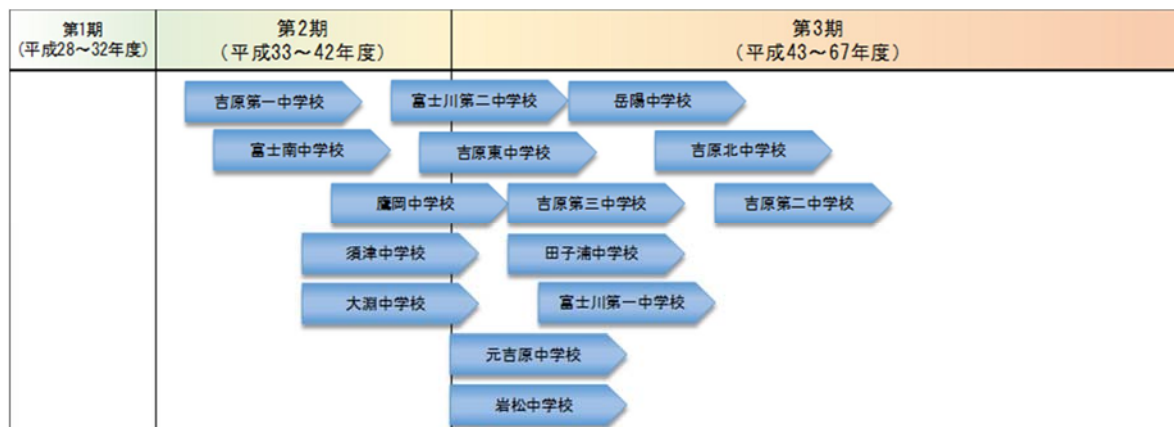 第1期
(平成28～32年度)
第2期
(平成33～42年度)
第3期
(平成43～67年度)
吉原第一中学校
富士川第二中学校
岳陽中学校
富士南中学校
吉原東中学校
吉原北中学校
鷹岡中学校
吉原第三中学校
吉原第二中学校
須津中学校
田子浦中学校
大淵中学校
富士川第一中学校
元吉原中学校
岩松中学校